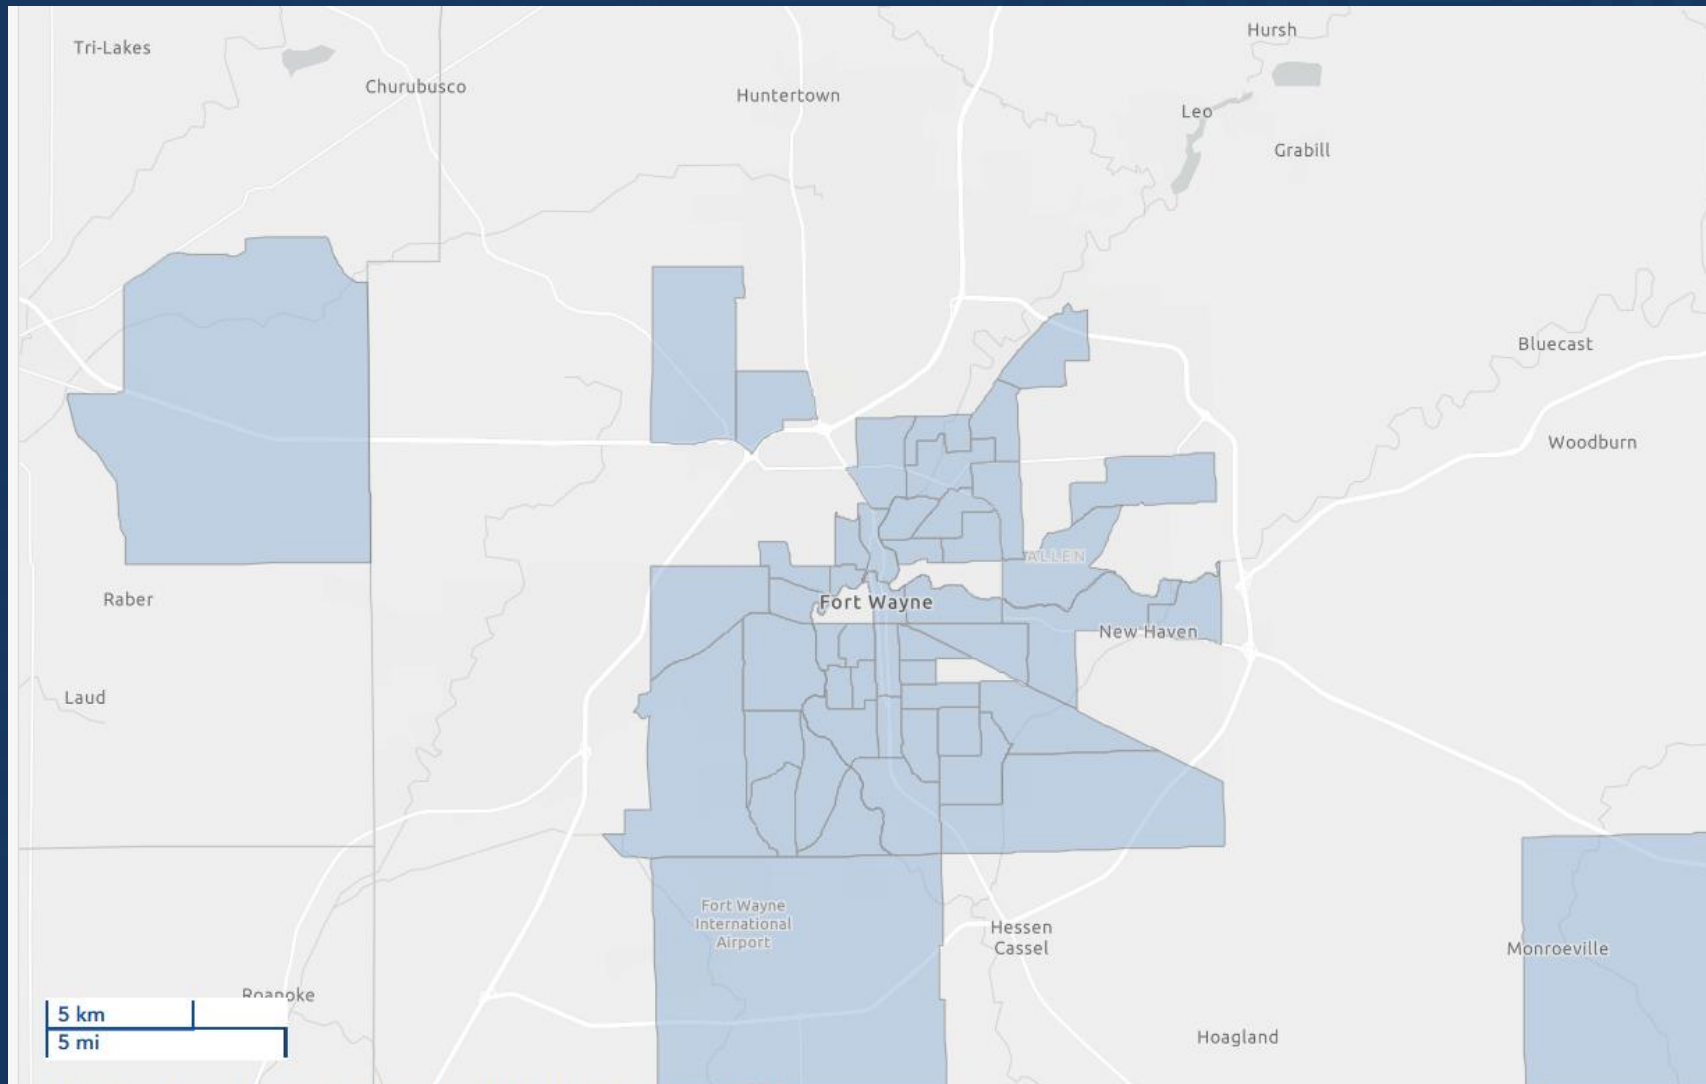 Hursh
Tri-Lakes
Churubusco
Huntertown
Leo
Grabill
Bluecast
Woodburn
ALLEN
Raber
Fort Wayne
New Haven
Laud
Fort Wayne
International
Airport
Hessen
Cassel
Monroeville
Roanoke
5 km
5 mi
Hoagland